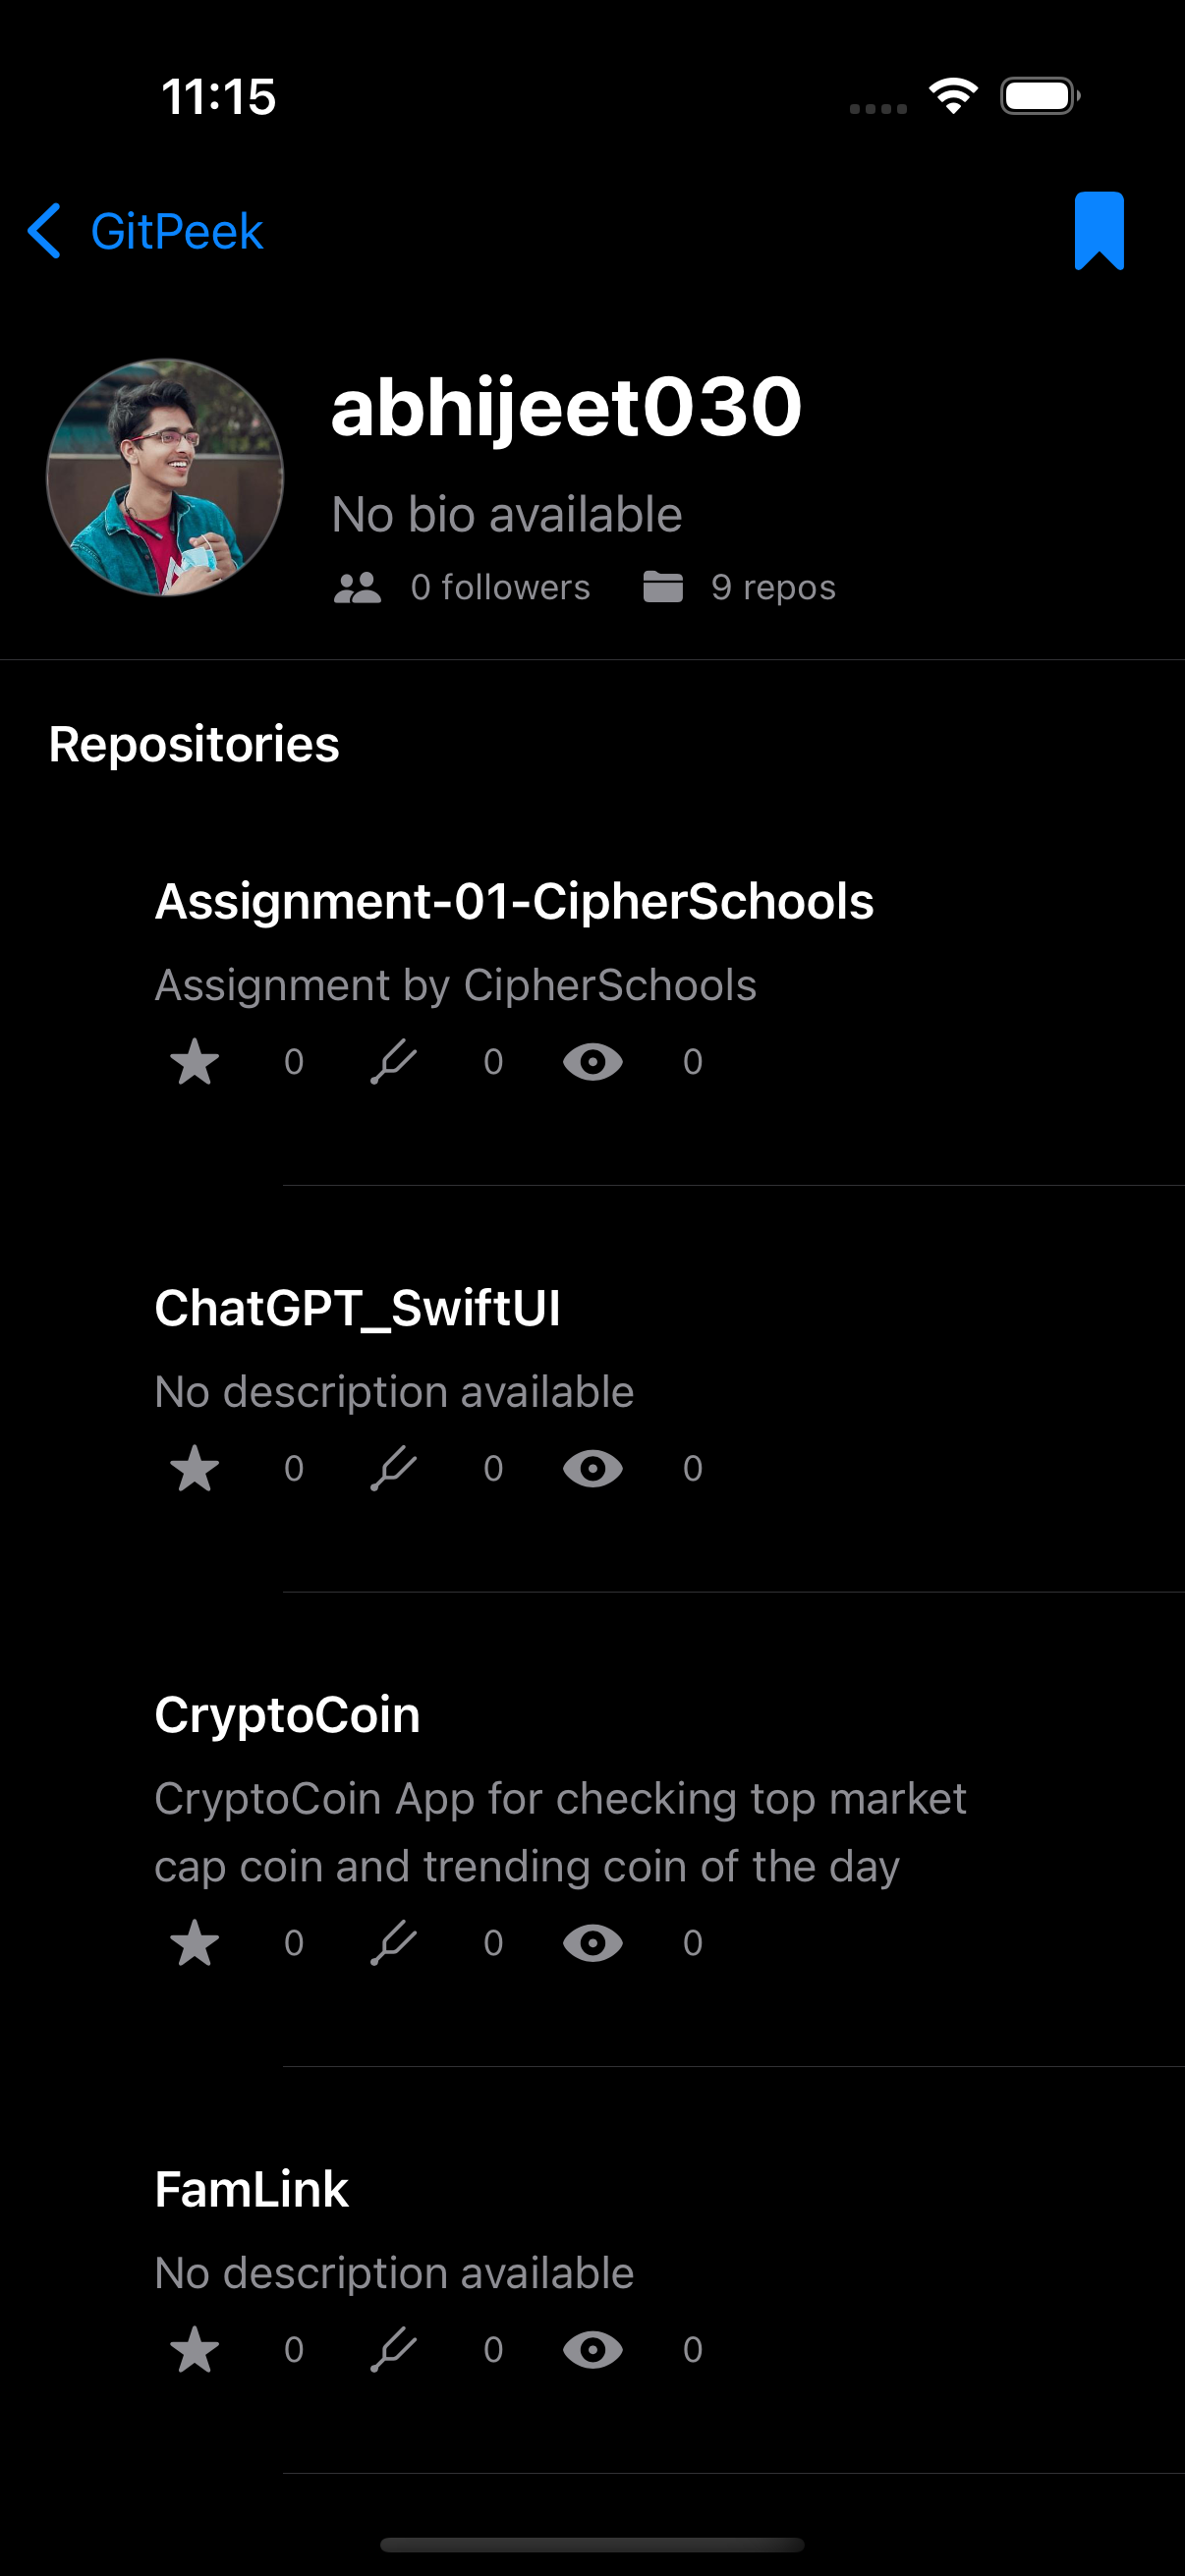 11:15
GitPeek
abhijeet030
No bio available
0 followers 9 repos
Repositories
Assignment-01-CipherSchools
Assignment by CipherSchools
0 0 0
ChatGPT_SwiftUI
No description available
0 0 0
CryptoCoin
CryptoCoin App for checking top market
cap coin and trending coin of the day
0 0 0
FamLink
No description available
0 0 0